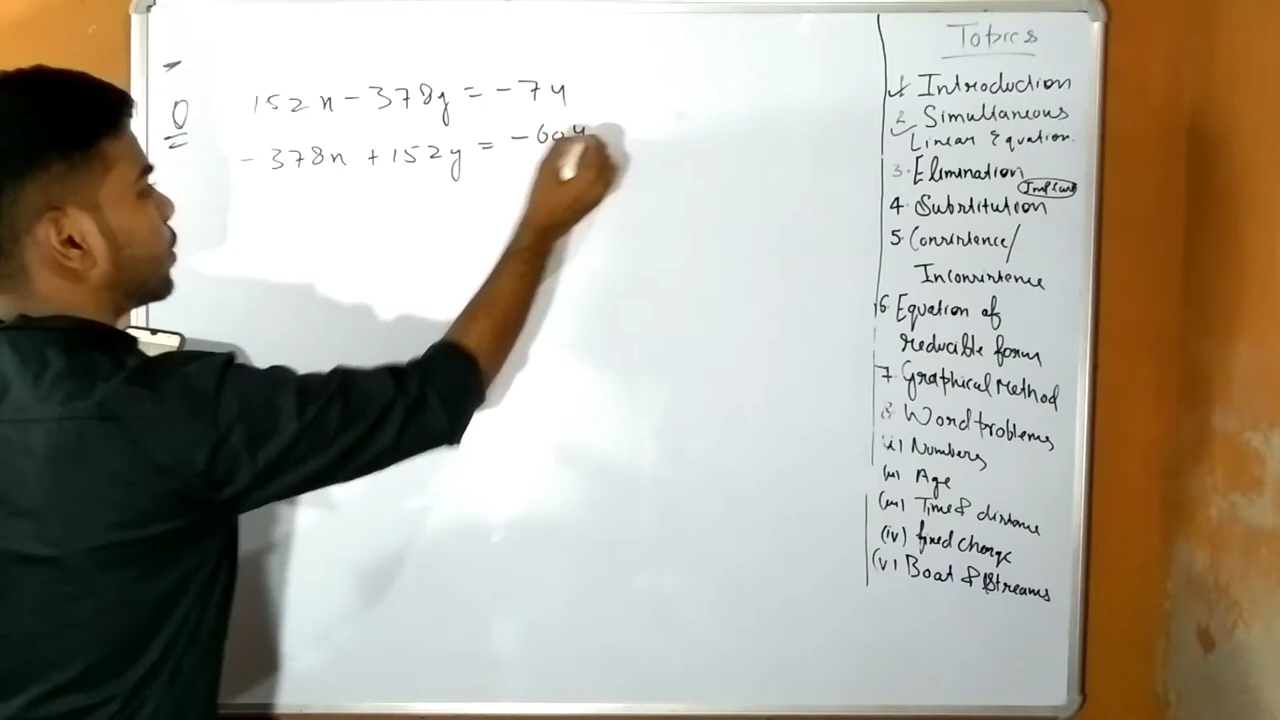 Q
152x - 378y = -74
-378x + 152y = -604
Topics
1. Introduction
2. Simultaneous
Linear Equation.
3. Elimination
4. Substitution
5. Consistence/
Inconsistence
6. Equation of
reducible form
7. Graphical Method
8. Word problems
(i) Numbers
(ii) Age
(iii) Time & distance
(iv) fixed charge
(v) Boat & Streams